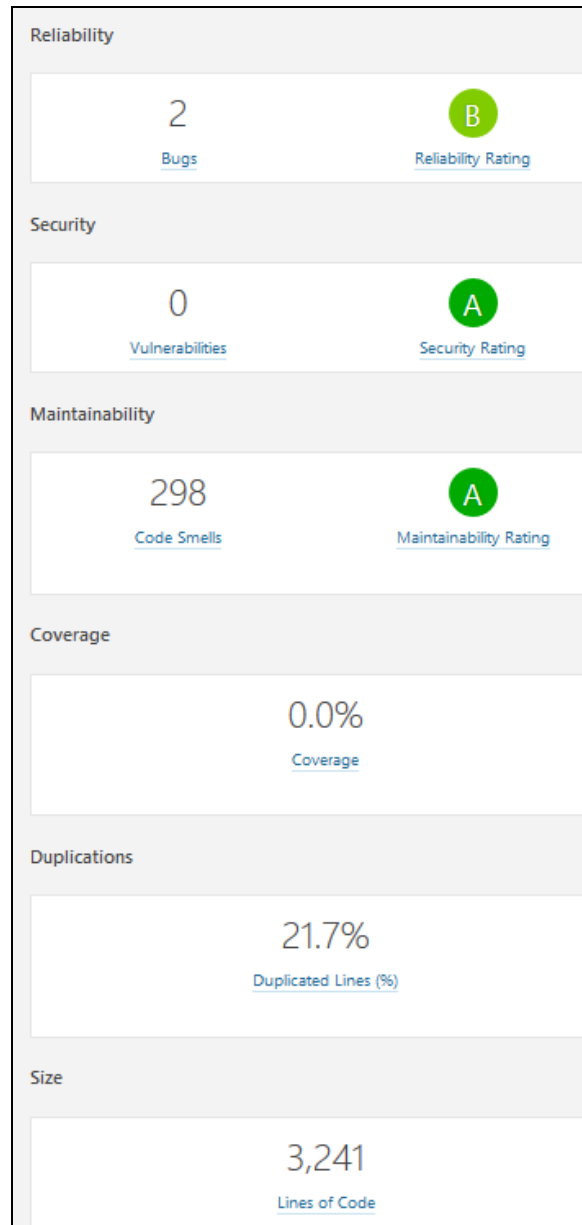 Reliability
2 B
Bugs Reliability Rating
Security
0 A
Vulnerabilities Security Rating
Maintainability
298 A
Code Smells Maintainability Rating
Coverage
0.0%
Coverage
Duplications
21.7%
Duplicated Lines (%)
Size
3,241
Lines of Code